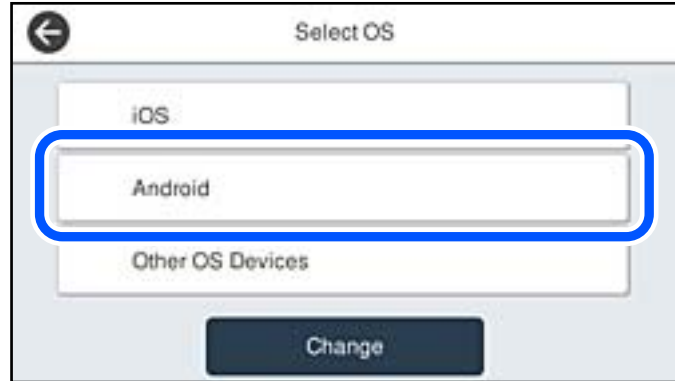 Select OS
iOS
Android
Other OS Devices
Change